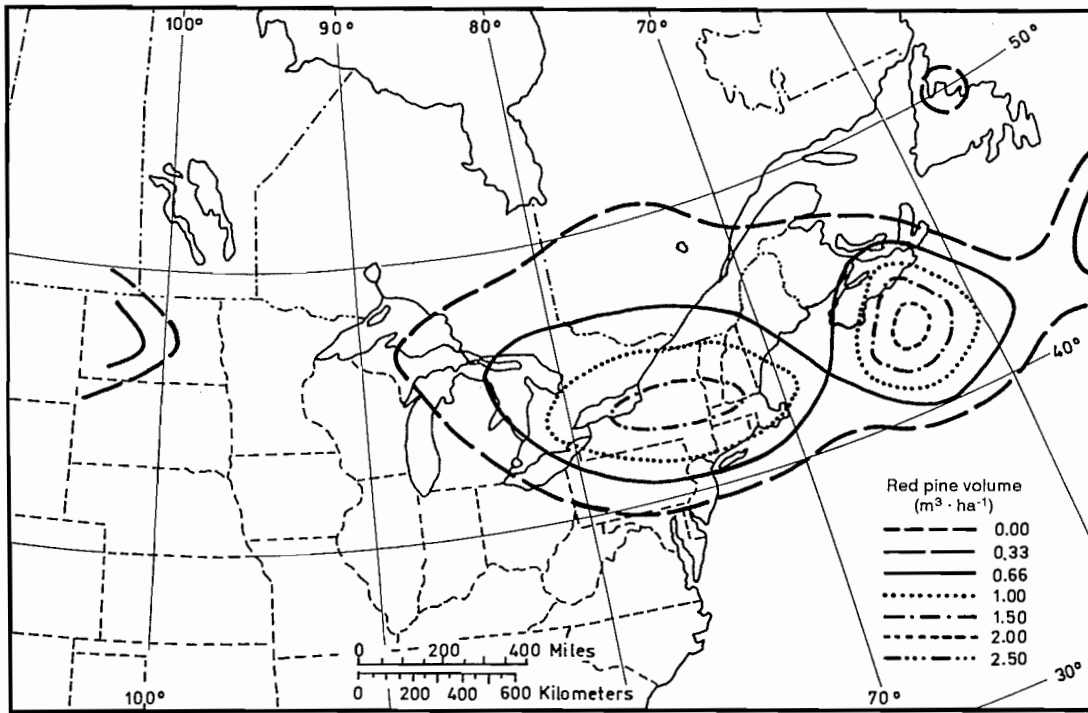 100° 90° 80° 70° 50°
40°
Red pine volume
(m³ · ha⁻¹)
0.00
0.33
0.66
1.00
1.50
2.00
2.50
0 200 400 Miles
0 200 400 600 Kilometers
100° 70° 30°